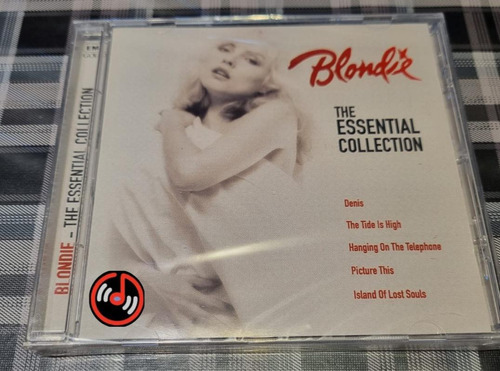 Blondie
THE
ESSENTIAL
COLLECTION
Denis
The Tide Is High
Hanging On The Telephone
Picture This
Island Of Lost Souls
BLONDIE - THE ESSENTIAL COLLECTION